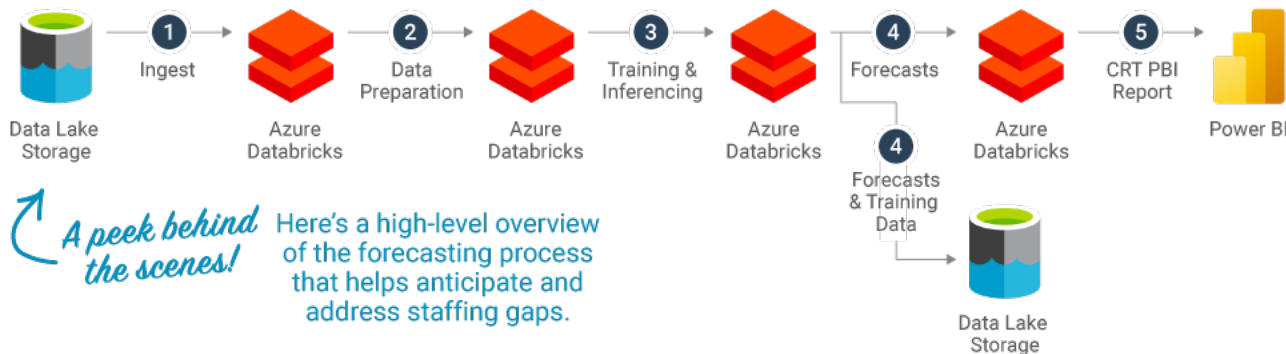 1
Ingest
2
Data
Preparation
3
Training &
Inferencing
4
Forecasts
5
CRT PBI
Report
Data Lake
Storage
Azure
Databricks
Azure
Databricks
Azure
Databricks
Azure
Databricks
Power BI
4
Forecasts
& Training
Data
Data Lake
Storage
A peek behind
the scenes!
Here's a high-level overview
of the forecasting process
that helps anticipate and
address staffing gaps.